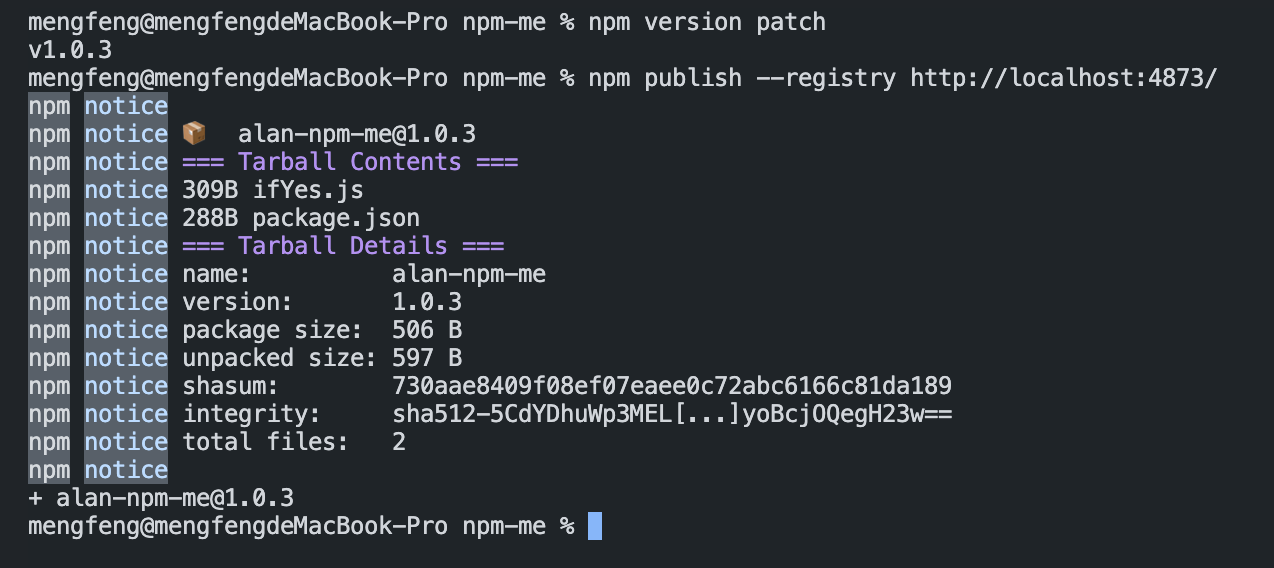 mengfeng@mengfengdeMacBook-Pro npm-me % npm version patch
v1.0.3
mengfeng@mengfengdeMacBook-Pro npm-me % npm publish --registry http://localhost:4873/
npm notice
npm notice 📦  alan-npm-me@1.0.3
npm notice === Tarball Contents ===
npm notice 309B ifYes.js
npm notice 288B package.json
npm notice === Tarball Details ===
npm notice name:          alan-npm-me
npm notice version:       1.0.3
npm notice package size:  506 B
npm notice unpacked size: 597 B
npm notice shasum:        730aae8409f08ef07eaee0c72abc6166c81da189
npm notice integrity:     sha512-5CdYDhuWp3MEL[...]yoBcjOQegH23w==
npm notice total files:   2
npm notice
+ alan-npm-me@1.0.3
mengfeng@mengfengdeMacBook-Pro npm-me %